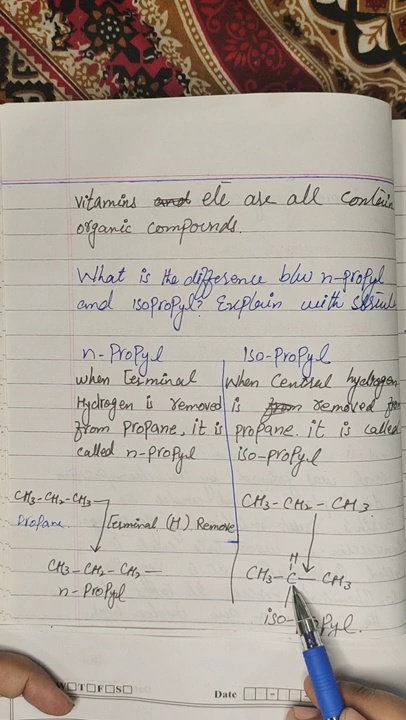 vitamins and etc are all contain
organic compounds.
What is the difference b/w n-propyl
and isopropyl? Explain with
n-Propyl
when Terminal
Hydrogen is removed
from Propane, it is
called n-propyl
CH3-CH2-CH3
Propane
Terminal (H) Remove
CH3-CH2-CH2-
n-Propyl
Iso-propyl
When Central hydrogen
is from removed from
propane. it is called
iso-propyl
CH3-CH2-CH3
H
CH3-C-CH3
iso-propyl.
W T F S
Date